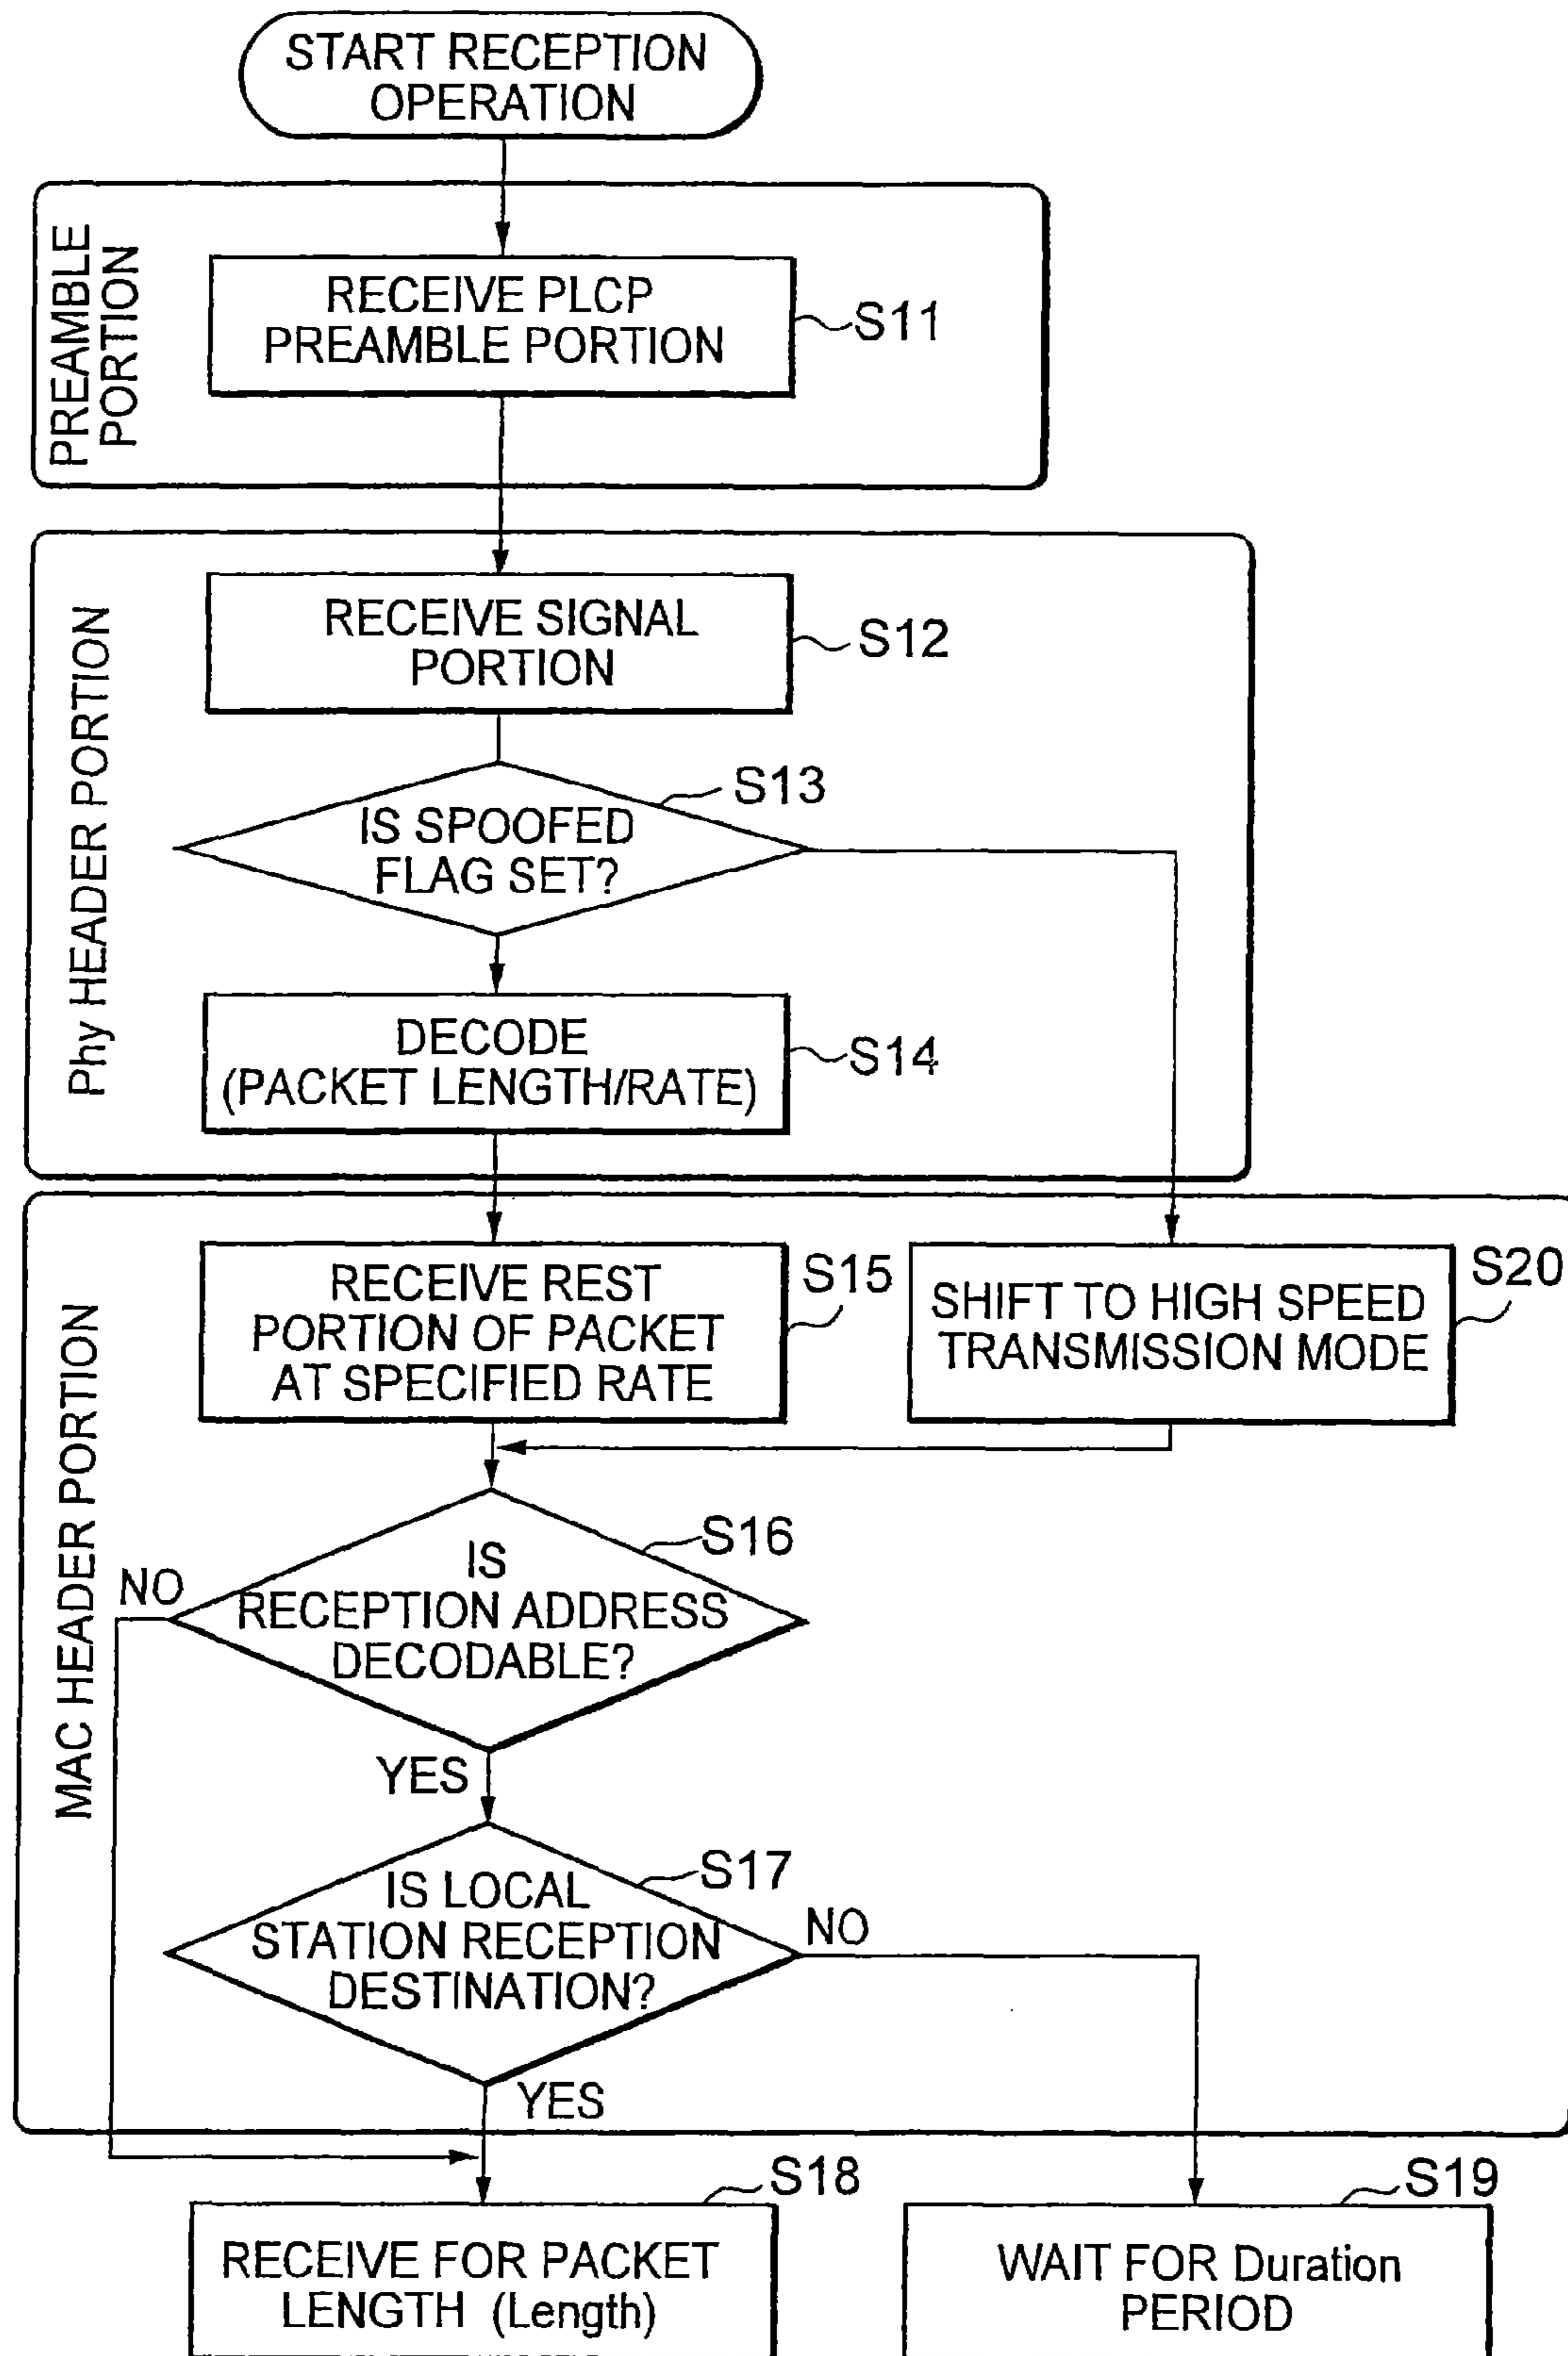 START RECEPTION
OPERATION
PREAMBLE
PORTION
RECEIVE PLCP
PREAMBLE PORTION
S11
Phy HEADER PORTION
RECEIVE SIGNAL
PORTION
S12
S13
IS SPOOFED
FLAG SET?
DECODE
(PACKET LENGTH/RATE)
S14
MAC HEADER PORTION
RECEIVE REST
PORTION OF PACKET
AT SPECIFIED RATE
S15
SHIFT TO HIGH SPEED
TRANSMISSION MODE
S20
S16
NO
IS
RECEPTION ADDRESS
DECODABLE?
YES
S17
IS LOCAL
STATION RECEPTION
DESTINATION?
NO
YES
S18
RECEIVE FOR PACKET
LENGTH (Length)
S19
WAIT FOR Duration
PERIOD